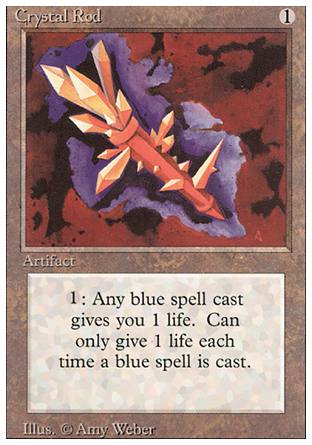 Crystal Rod 1
Artifact
1: Any blue spell cast
gives you 1 life. Can
only give 1 life each
time a blue spell is cast.
Illus. © Amy Weber